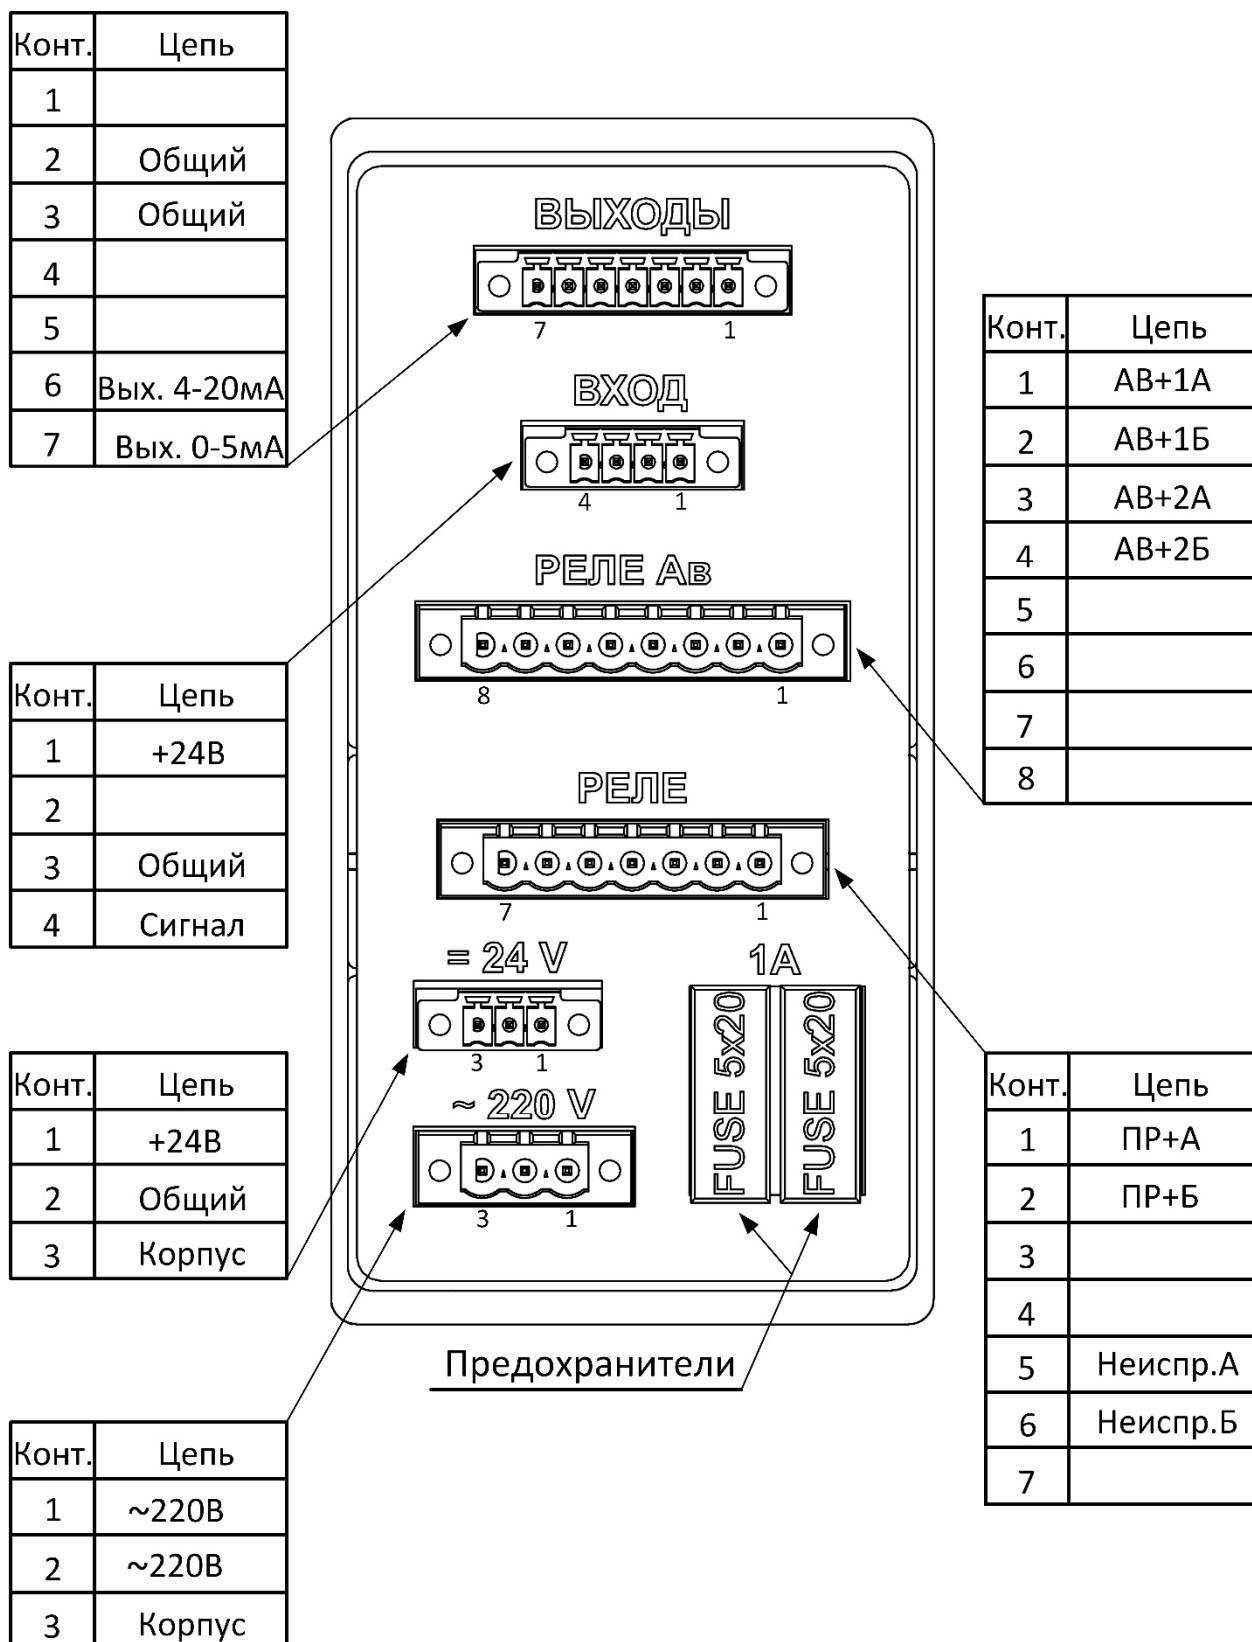 Конт. Цепь
1
2 Общий
3 Общий
4
5
6 Вых. 4-20мА
7 Вых. 0-5мА
ВЫХОДЫ
7 1
ВХОД
4 1
РЕЛЕ Ав
8 1
Конт. Цепь
1 АВ+1А
2 АВ+1Б
3 АВ+2А
4 АВ+2Б
5
6
7
8
Конт. Цепь
1 +24В
2
3 Общий
4 Сигнал
РЕЛЕ
7 1
= 24 V
3 1
1А
FUSE 5x20
FUSE 5x20
~ 220 V
3 1
Конт. Цепь
1 +24В
2 Общий
3 Корпус
Конт. Цепь
1 ПР+А
2 ПР+Б
3
4
5 Неиспр.А
6 Неиспр.Б
7
Предохранители
Конт. Цепь
1 ~220В
2 ~220В
3 Корпус